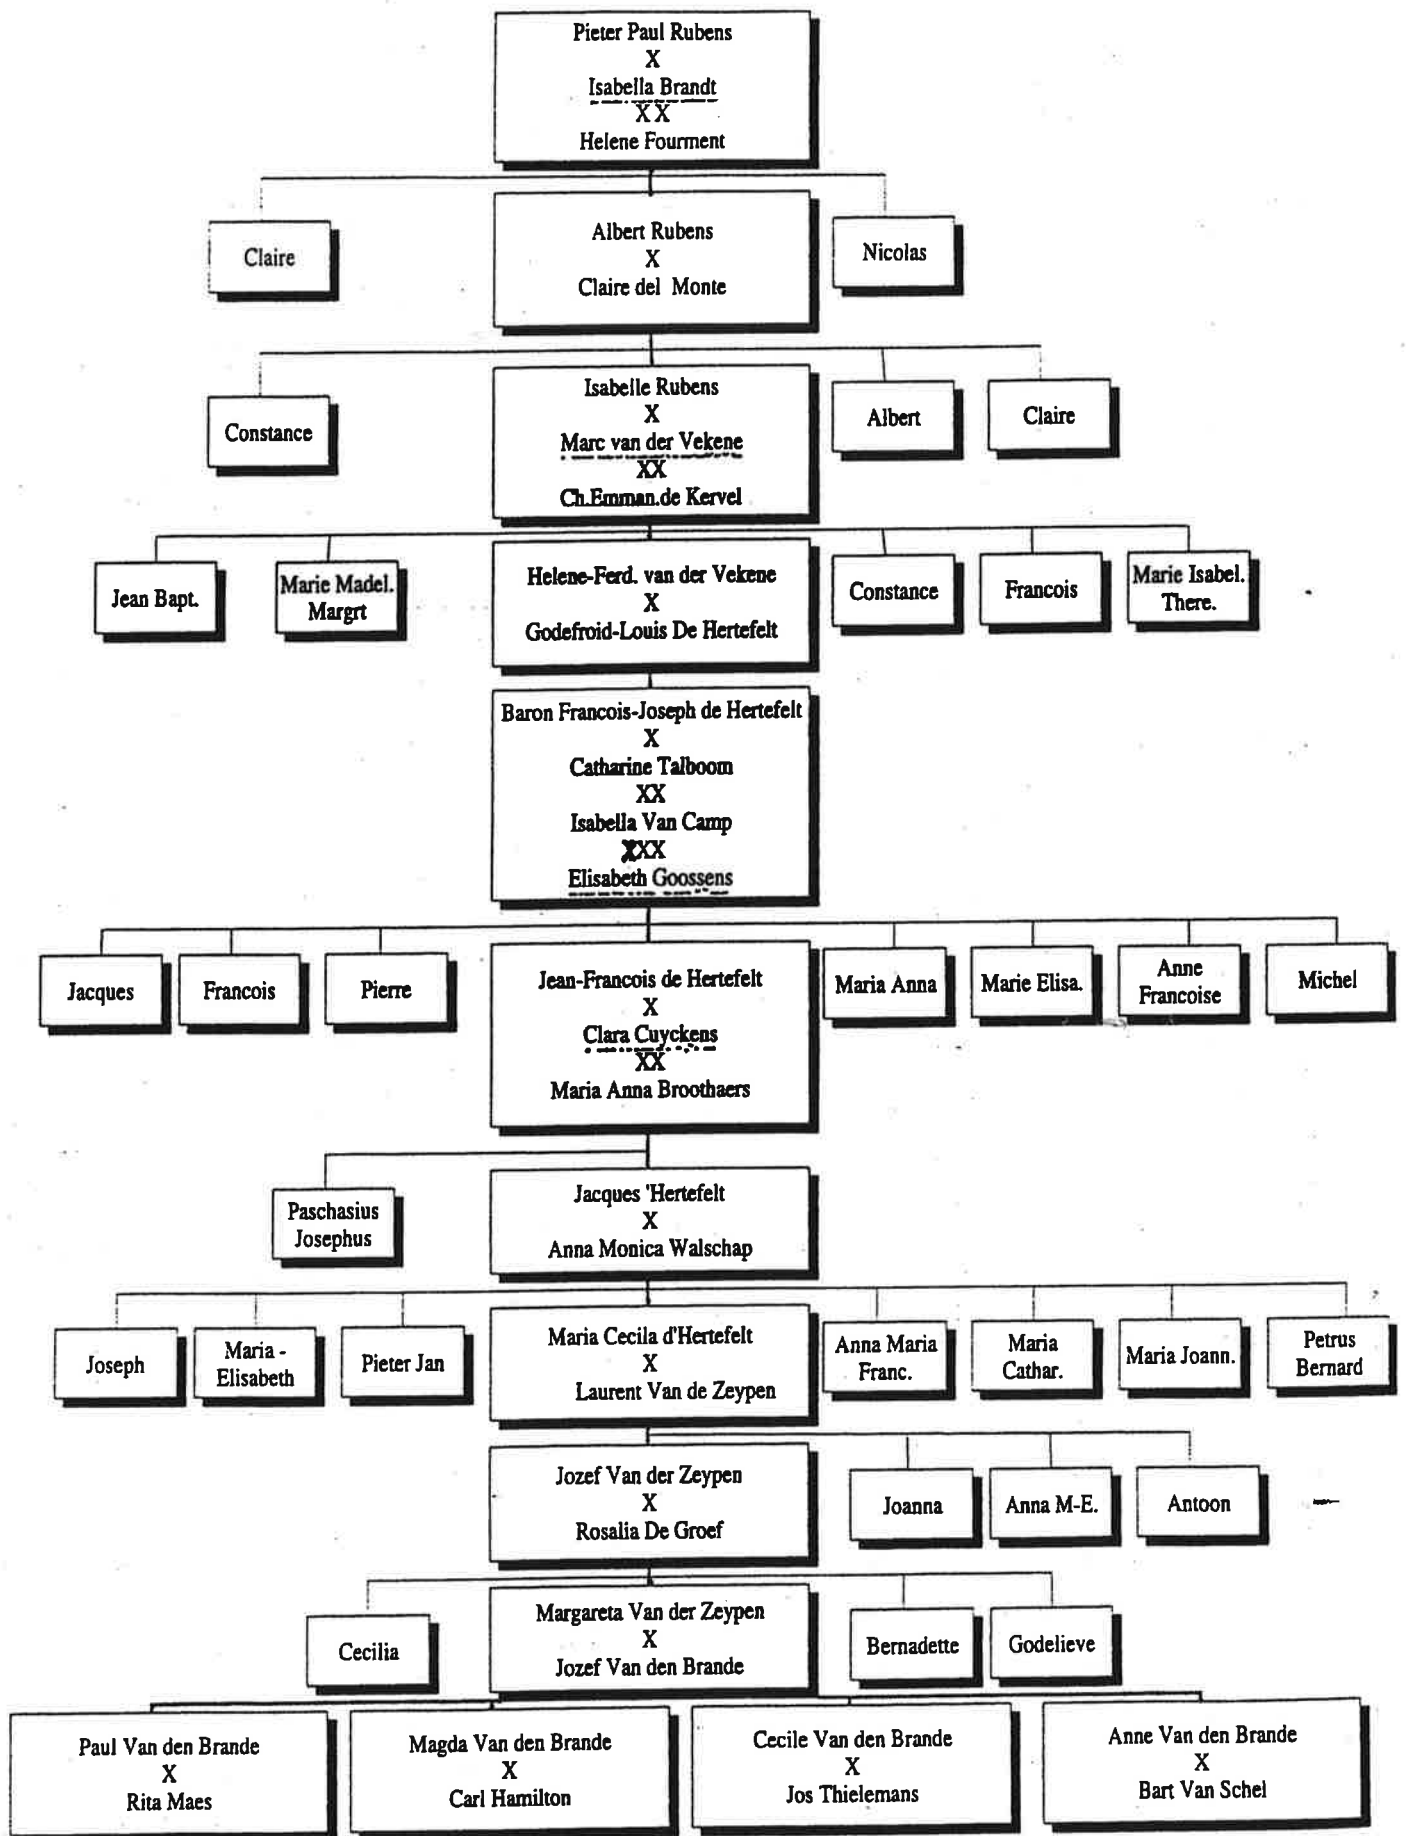 Pieter Paul Rubens
X
Isabella Brandt
X X
Helene Fourment
Claire
Albert Rubens
X
Claire del Monte
Nicolas
Constance
Isabelle Rubens
X
Marc van der Vekene
XX
Ch.Emman.de Kervel
Albert
Claire
Jean Bapt.
Marie Madel.
Margrt
Helene-Ferd. van der Vekene
X
Godefroid-Louis De Hertefelt
Constance
Francois
Marie Isabel.
There.
Baron Francois-Joseph de Hertefelt
X
Catharine Talboom
XX
Isabella Van Camp
XXX
Elisabeth Goossens
Jacques
Francois
Pierre
Jean-Francois de Hertefelt
X
Clara Cuyckens
XX
Maria Anna Broothaers
Maria Anna
Marie Elisa.
Anne
Francoise
Michel
Paschasius
Josephus
Jacques 'Hertefelt
X
Anna Monica Walschap
Joseph
Maria -
Elisabeth
Pieter Jan
Maria Cecila d'Hertefelt
X
Laurent Van de Zeypen
Anna Maria
Franc.
Maria
Cathar.
Maria Joann.
Petrus
Bernard
Jozef Van der Zeypen
X
Rosalia De Groef
Joanna
Anna M-E.
Antoon
Cecilia
Margareta Van der Zeypen
X
Jozef Van den Brande
Bernadette
Godelieve
Paul Van den Brande
X
Rita Maes
Magda Van den Brande
X
Carl Hamilton
Cecile Van den Brande
X
Jos Thielemans
Anne Van den Brande
X
Bart Van Schel